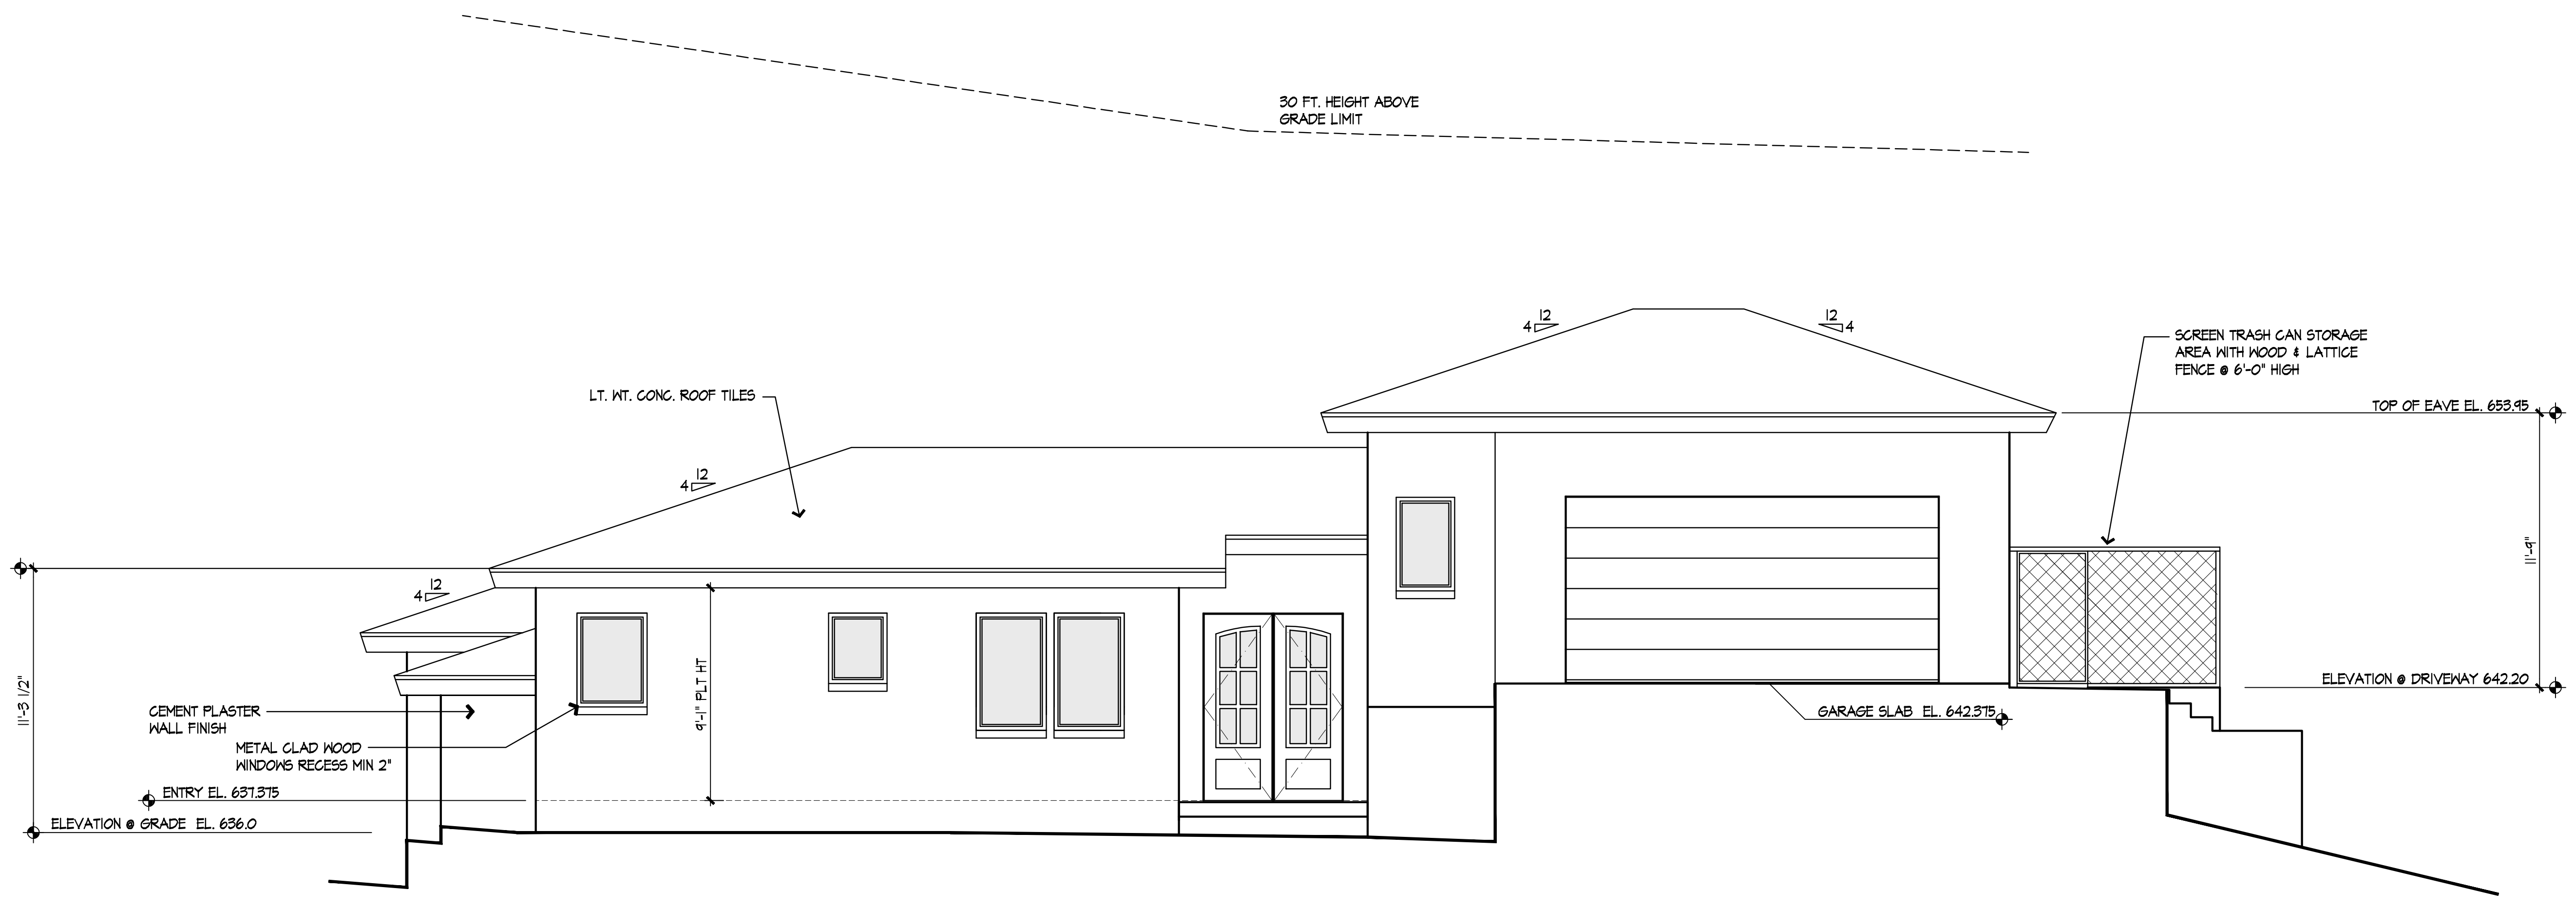 30 FT. HEIGHT ABOVE
GRADE LIMIT
12
4
12
4
SCREEN TRASH CAN STORAGE
AREA WITH WOOD & LATTICE
FENCE @ 6'-0" HIGH
LT. WT. CONC. ROOF TILES
TOP OF EAVE EL. 653.95
12
4
11'-9"
12
4
9'-1" PLT HT
11'-3 1/2"
ELEVATION @ DRIVEWAY 642.20
CEMENT PLASTER
WALL FINISH
GARAGE SLAB EL. 642.375
METAL CLAD WOOD
WINDOWS RECESS MIN 2"
ENTRY EL. 637.375
ELEVATION @ GRADE EL. 636.0